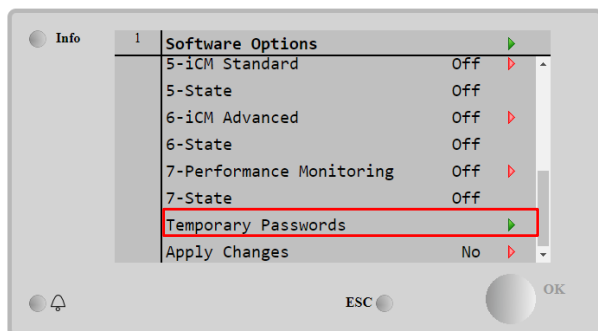 Info
1
Software Options
5-iCM Standard Off
5-State Off
6-iCM Advanced Off
6-State Off
7-Performance Monitoring Off
7-State Off
Temporary Passwords
Apply Changes No
ESC
OK